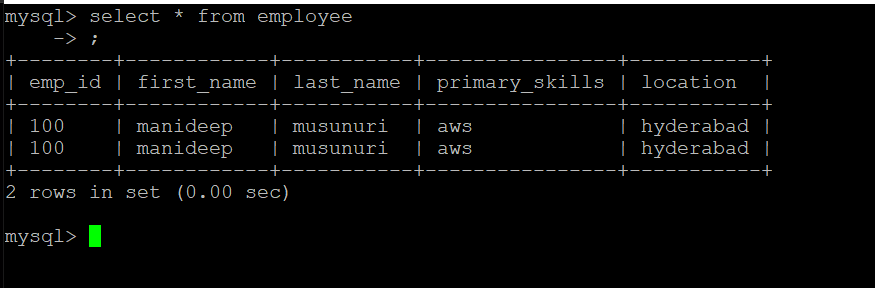 mysql> select * from employee
    -> ;
+--------+------------+-----------+----------------+-----------+
| emp_id | first_name | last_name | primary_skills | location  |
+--------+------------+-----------+----------------+-----------+
| 100    | manideep   | musunuri  | aws            | hyderabad |
| 100    | manideep   | musunuri  | aws            | hyderabad |
+--------+------------+-----------+----------------+-----------+
2 rows in set (0.00 sec)
mysql>